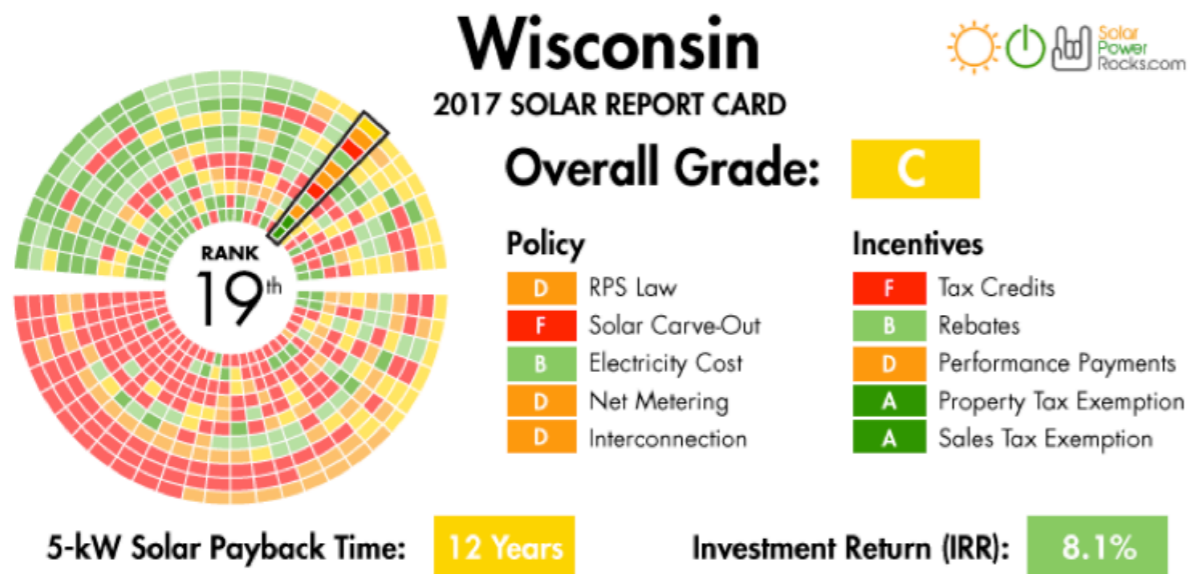 Wisconsin
2017 SOLAR REPORT CARD
Solar
Power
Rocks.com
Overall Grade: C
RANK
19th
Policy
D RPS Law
F Solar Carve-Out
B Electricity Cost
D Net Metering
D Interconnection
Incentives
F Tax Credits
B Rebates
D Performance Payments
A Property Tax Exemption
A Sales Tax Exemption
5-kW Solar Payback Time: 12 Years
Investment Return (IRR): 8.1%